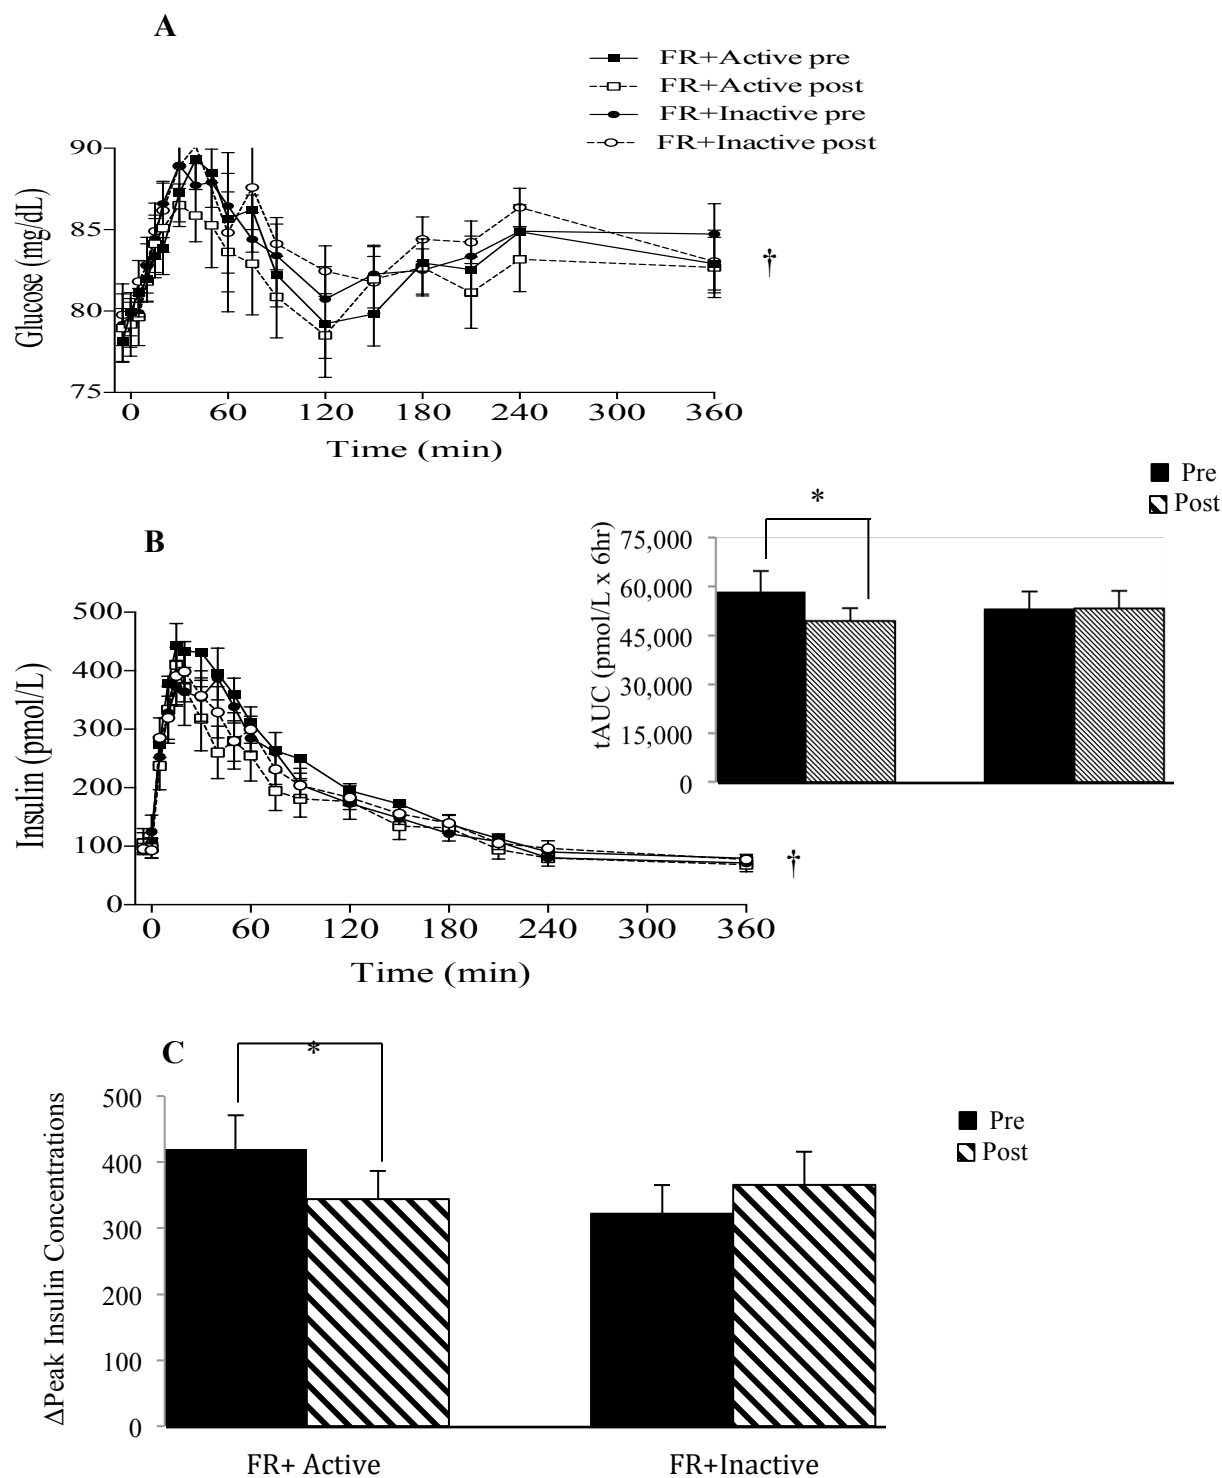 A
FR+Active pre
FR+Active post
FR+Inactive pre
FR+Inactive post
90
85
80
75
Glucose (mg/dL)
0 60 120 180 240 300 360
Time (min)
†
Pre
Post
*
B
75,000
60,000
45,000
30,000
15,000
0
tAUC (pmol/L x 6hr)
500
400
300
200
100
0
Insulin (pmol/L)
†
0 60 120 180 240 300 360
Time (min)
C
*
500
400
300
200
100
0
ΔPeak Insulin Concentrations
Pre
Post
FR+ Active FR+Inactive